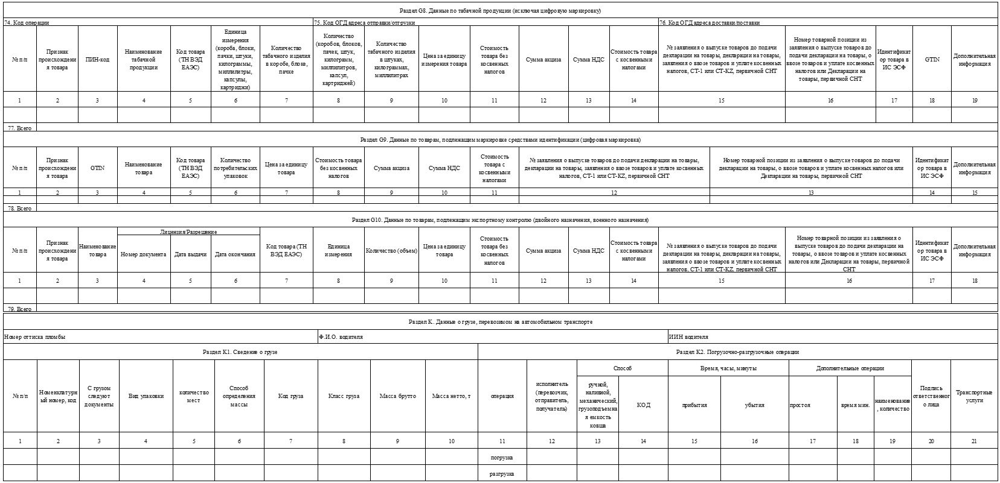 Раздел G8. Данные по табачной продукции (исключая цифровую маркировку)
74. Код операции
75. Код ОГД адреса отправки/отгрузки
76. Код ОГД адреса доставки/поставки
№ п/п
Признак
происхождени
я товара
ПИН-код
Наименование
табачной
продукции
Код товара
(ТН ВЭД
ЕАЭС)
Единица
измерения
(короба, блоки,
пачки, штуки,
килограммы,
миллилитры,
капсулы,
картриджи)
Количество
табачного изделия
в коробе, блоке,
пачке
Количество
(коробов, блоков,
пачек, штук,
килограмм,
миллилитров,
капсул,
картриджей)
Количество
табачного изделия
в штуках,
килограммах,
миллилитрах
Цена за единицу
измерения товара
Стоимость
товара без
косвенных
налогов
Сумма акциза
Сумма НДС
Стоимость товара
с косвенными
налогами
№ заявления о выпуске товаров до подачи
декларации на товары, декларации на товары,
заявления о ввозе товаров и уплате косвенных
налогов, СТ-1 или СТ-KZ, первичной СНТ
Номер товарной позиции из
заявления о выпуске товаров до
подачи декларации на товары, о
ввозе товаров и уплате косвенных
налогов или Декларации на
товары, первичной СНТ
Идентификат
ор товара в
ИС ЭСФ
GTIN
Дополнительная
информация
1 2 3 4 5 6 7 8 9 10 11 12 13 14 15 16 17 18 19
77. Всего
Раздел G9. Данные по товарам, подлежащим маркировке средствами идентификации (цифровая маркировка)
№ п/п
Признак
происхождени
я товара
GTIN
Наименование
товара
Код товара
(ТН ВЭД
ЕАЭС)
Количество
потребительских
упаковок
Цена за единицу
товара
Стоимость товара
без косвенных
налогов
Сумма акциза
Сумма НДС
Стоимость
товара с
косвенными
налогами
№ заявления о выпуске товаров до подачи декларации на товары,
декларации на товары, заявления о ввозе товаров и уплате косвенных
налогов, СТ-1 или СТ-KZ, первичной СНТ
Номер товарной позиции из заявления о выпуске товаров до подачи
декларации на товары, о ввозе товаров и уплате косвенных налогов или
Декларации на товары, первичной СНТ
Идентификат
ор товара в
ИС ЭСФ
Дополнительная
информация
1 2 3 4 5 6 7 8 9 10 11 12 13 14 15
78. Всего
Раздел G10. Данные по товарам, подлежащим экспортному контролю (двойного назначения, военного назначения)
№ п/п
Признак
происхождени
я товара
Наименование
товара
Лицензия/Разрешение
Номер документа
Дата выдачи
Дата окончания
Код товара (ТН
ВЭД ЕАЭС)
Единица
измерения
Количество (объем)
Цена за единицу
товара
Стоимость
товара без
косвенных
налогов
Сумма акциза
Сумма НДС
Стоимость товара
с косвенными
налогами
№ заявления о выпуске товаров до подачи
декларации на товары, декларации на товары,
заявления о ввозе товаров и уплате косвенных
налогов, СТ-1 или СТ-KZ, первичной СНТ
Номер товарной позиции из заявления о
выпуске товаров до подачи декларации на
товары, о ввозе товаров и уплате косвенных
налогов или Декларации на товары, первичной
СНТ
Идентификат
ор товара в
ИС ЭСФ
Дополнительная
информация
1 2 3 4 5 6 7 8 9 10 11 12 13 14 15 16 17 18
79. Всего
Раздел К. Данные о грузе, перевозимом на автомобильном транспорте
Номер оттиска пломбы
Ф.И.О. водителя
ИИН водителя
Раздел К1. Сведение о грузе
Раздел К2. Погрузочно-разгрузочные операции
№ п/п
Номенклатурн
ый номер, код
С грузом
следуют
документы
Вид упаковки
количество
мест
Способ
определения
массы
Код груза
Класс груза
Масса брутто
Масса нетто, т
операция
исполнитель
(перевозчик,
отправитель,
получатель)
Способ
ручной,
наливной,
механический,
грузоподъемна
я емкость
ковша
КОД
Время, часы, минуты
прибытия
убытия
Дополнительные операции
простоя
время мин.
наименование
, количество
Подпись
ответственног
о лица
Транспортные
услуги
1 2 3 4 5 6 7 8 9 10 11 12 13 14 15 16 17 18 19 20 21
погрузка
разгрузка